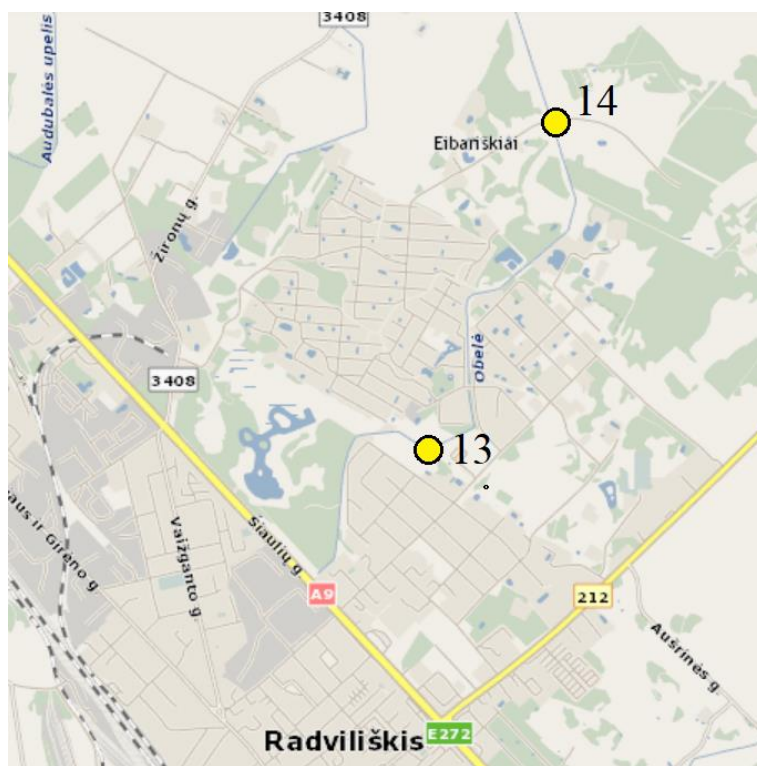 3408
Audubalės upelis
14
Eibariškiai
Žironų g.
Obelė
3408
13
Šiaulių g.
aus ir Girėno g.
Vaižganto g.
A9
212
Aušrinės g.
Radviliškis
E272